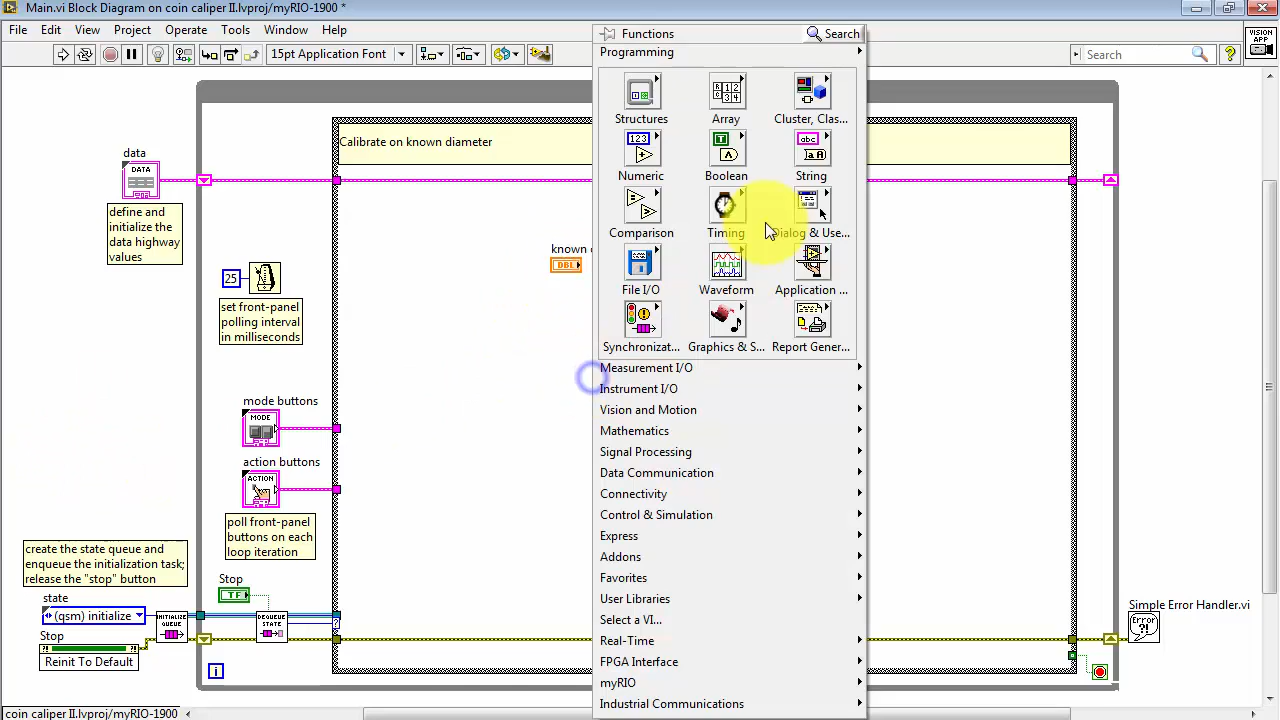 Main.vi Block Diagram on coin caliper II.lvproj/myRIO-1900 *
File Edit View Project Operate Tools Window Help
15pt Application Font
Search
VISION
APP
Functions
Search
Programming
Structures
Array
Cluster, Clas...
Numeric
Boolean
String
Comparison
Timing
Dialog & Use...
File I/O
Waveform
Application ...
Synchronizat...
Graphics & S...
Report Gener...
Measurement I/O
Instrument I/O
Vision and Motion
Mathematics
Signal Processing
Data Communication
Connectivity
Control & Simulation
Express
Addons
Favorites
User Libraries
Select a VI...
Real-Time
FPGA Interface
myRIO
Industrial Communications
Calibrate on known diameter
data
DATA
define and
initialize the
data highway
values
known
DBL
25
set front-panel
polling interval
in milliseconds
mode buttons
MODE
action buttons
ACTION
poll front-panel
buttons on each
loop iteration
create the state queue and
enqueue the initialization task;
release the "stop" button
state
(qsm) initialize
Stop
Reinit To Default
INITIALIZE
QUEUE
Stop
TF
DEQUEUE
STATE
i
Simple Error Handler.vi
Error
?!
coin caliper II.lvproj/myRIO-1900